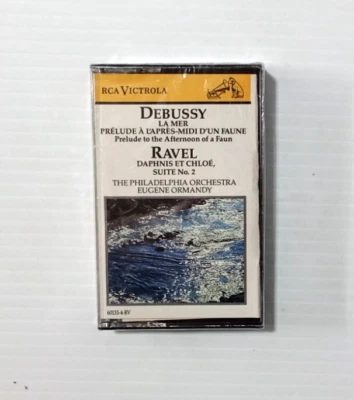 RCA VICTROLA
DEBUSSY
LA MER
PRÉLUDE À L'APRÈS-MIDI D'UN FAUNE
Prelude to the Afternoon of a Faun
RAVEL
DAPHNIS ET CHLOÉ,
SUITE No. 2
THE PHILADELPHIA ORCHESTRA
EUGENE ORMANDY